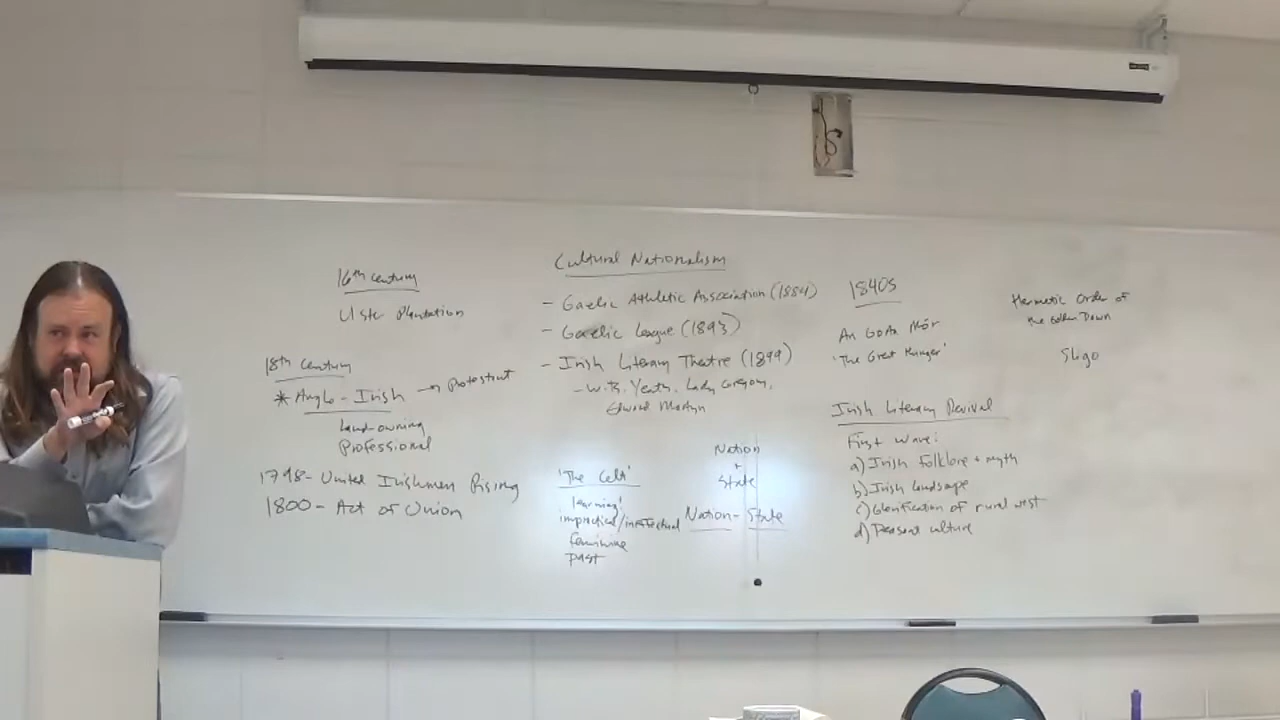 16th century
Ulster Plantation
18th century
* Anglo-Irish → Protestant
Land-owning
Professional
1798- United Irishmen Rising
1800- Act of Union
Cultural Nationalism
- Gaelic Athletic Association (1884)
- Gaelic League (1893)
- Irish Literary Theatre (1899)
- W.B. Yeats, Lady Gregory,
Edward Martyn
'The Celt'
'learning'
impractical/ineffectual
feminine
past
Nation
+
State
Nation-State
1840s
An Gorta Mór
'The Great Hunger'
Irish Literary Revival
First wave:
a) Irish folklore + myth
b) Irish landscape
c) Glorification of rural west
d) Peasant culture
Hermetic Order of
the Golden Dawn
Sligo